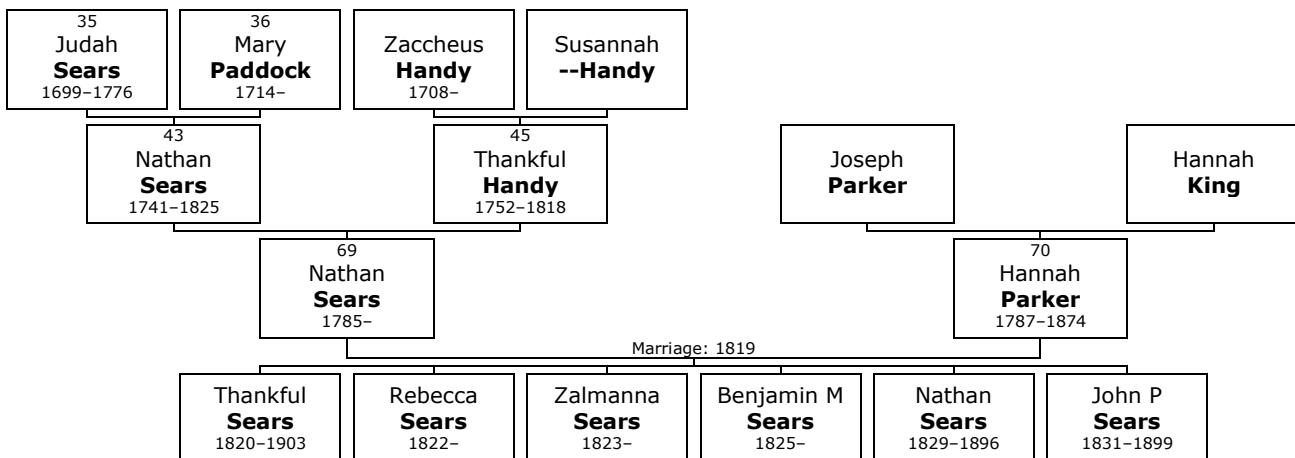 35
Judah
Sears
1699–1776
36
Mary
Paddock
1714–
Zaccheus
Handy
1708–
Susannah
--Handy
43
Nathan
Sears
1741–1825
45
Thankful
Handy
1752–1818
Joseph
Parker
Hannah
King
69
Nathan
Sears
1785–
70
Hannah
Parker
1787–1874
Marriage: 1819
Thankful
Sears
1820–1903
Rebecca
Sears
1822–
Zalmanna
Sears
1823–
Benjamin M
Sears
1825–
Nathan
Sears
1829–1896
John P
Sears
1831–1899